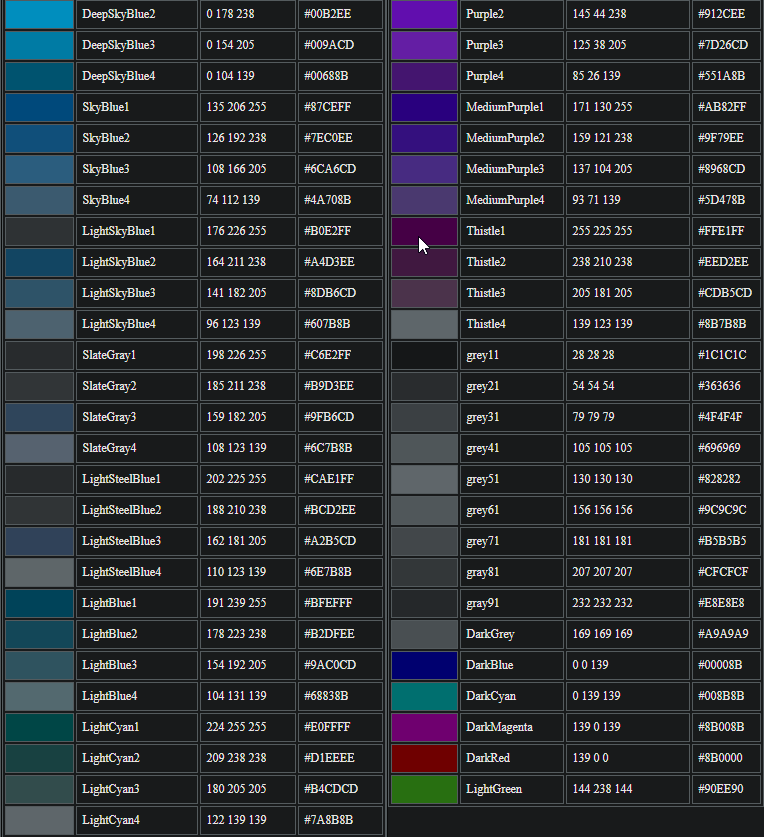 DeepSkyBlue2 0 178 238 #00B2EE
DeepSkyBlue3 0 154 205 #009ACD
DeepSkyBlue4 0 104 139 #00688B
SkyBlue1 135 206 255 #87CEFF
SkyBlue2 126 192 238 #7EC0EE
SkyBlue3 108 166 205 #6CA6CD
SkyBlue4 74 112 139 #4A708B
LightSkyBlue1 176 226 255 #B0E2FF
LightSkyBlue2 164 211 238 #A4D3EE
LightSkyBlue3 141 182 205 #8DB6CD
LightSkyBlue4 96 123 139 #607B8B
SlateGray1 198 226 255 #C6E2FF
SlateGray2 185 211 238 #B9D3EE
SlateGray3 159 182 205 #9FB6CD
SlateGray4 108 123 139 #6C7B8B
LightSteelBlue1 202 225 255 #CAE1FF
LightSteelBlue2 188 210 238 #BCD2EE
LightSteelBlue3 162 181 205 #A2B5CD
LightSteelBlue4 110 123 139 #6E7B8B
LightBlue1 191 239 255 #BFEFFF
LightBlue2 178 223 238 #B2DFEE
LightBlue3 154 192 205 #9AC0CD
LightBlue4 104 131 139 #68838B
LightCyan1 224 255 255 #E0FFFF
LightCyan2 209 238 238 #D1EEEE
LightCyan3 180 205 205 #B4CDCD
LightCyan4 122 139 139 #7A8B8B
Purple2 145 44 238 #912CEE
Purple3 125 38 205 #7D26CD
Purple4 85 26 139 #551A8B
MediumPurple1 171 130 255 #AB82FF
MediumPurple2 159 121 238 #9F79EE
MediumPurple3 137 104 205 #8968CD
MediumPurple4 93 71 139 #5D478B
Thistle1 255 225 255 #FFE1FF
Thistle2 238 210 238 #EED2EE
Thistle3 205 181 205 #CDB5CD
Thistle4 139 123 139 #8B7B8B
grey11 28 28 28 #1C1C1C
grey21 54 54 54 #363636
grey31 79 79 79 #4F4F4F
grey41 105 105 105 #696969
grey51 130 130 130 #828282
grey61 156 156 156 #9C9C9C
grey71 181 181 181 #B5B5B5
gray81 207 207 207 #CFCFCF
gray91 232 232 232 #E8E8E8
DarkGrey 169 169 169 #A9A9A9
DarkBlue 0 0 139 #00008B
DarkCyan 0 139 139 #008B8B
DarkMagenta 139 0 139 #8B008B
DarkRed 139 0 0 #8B0000
LightGreen 144 238 144 #90EE90